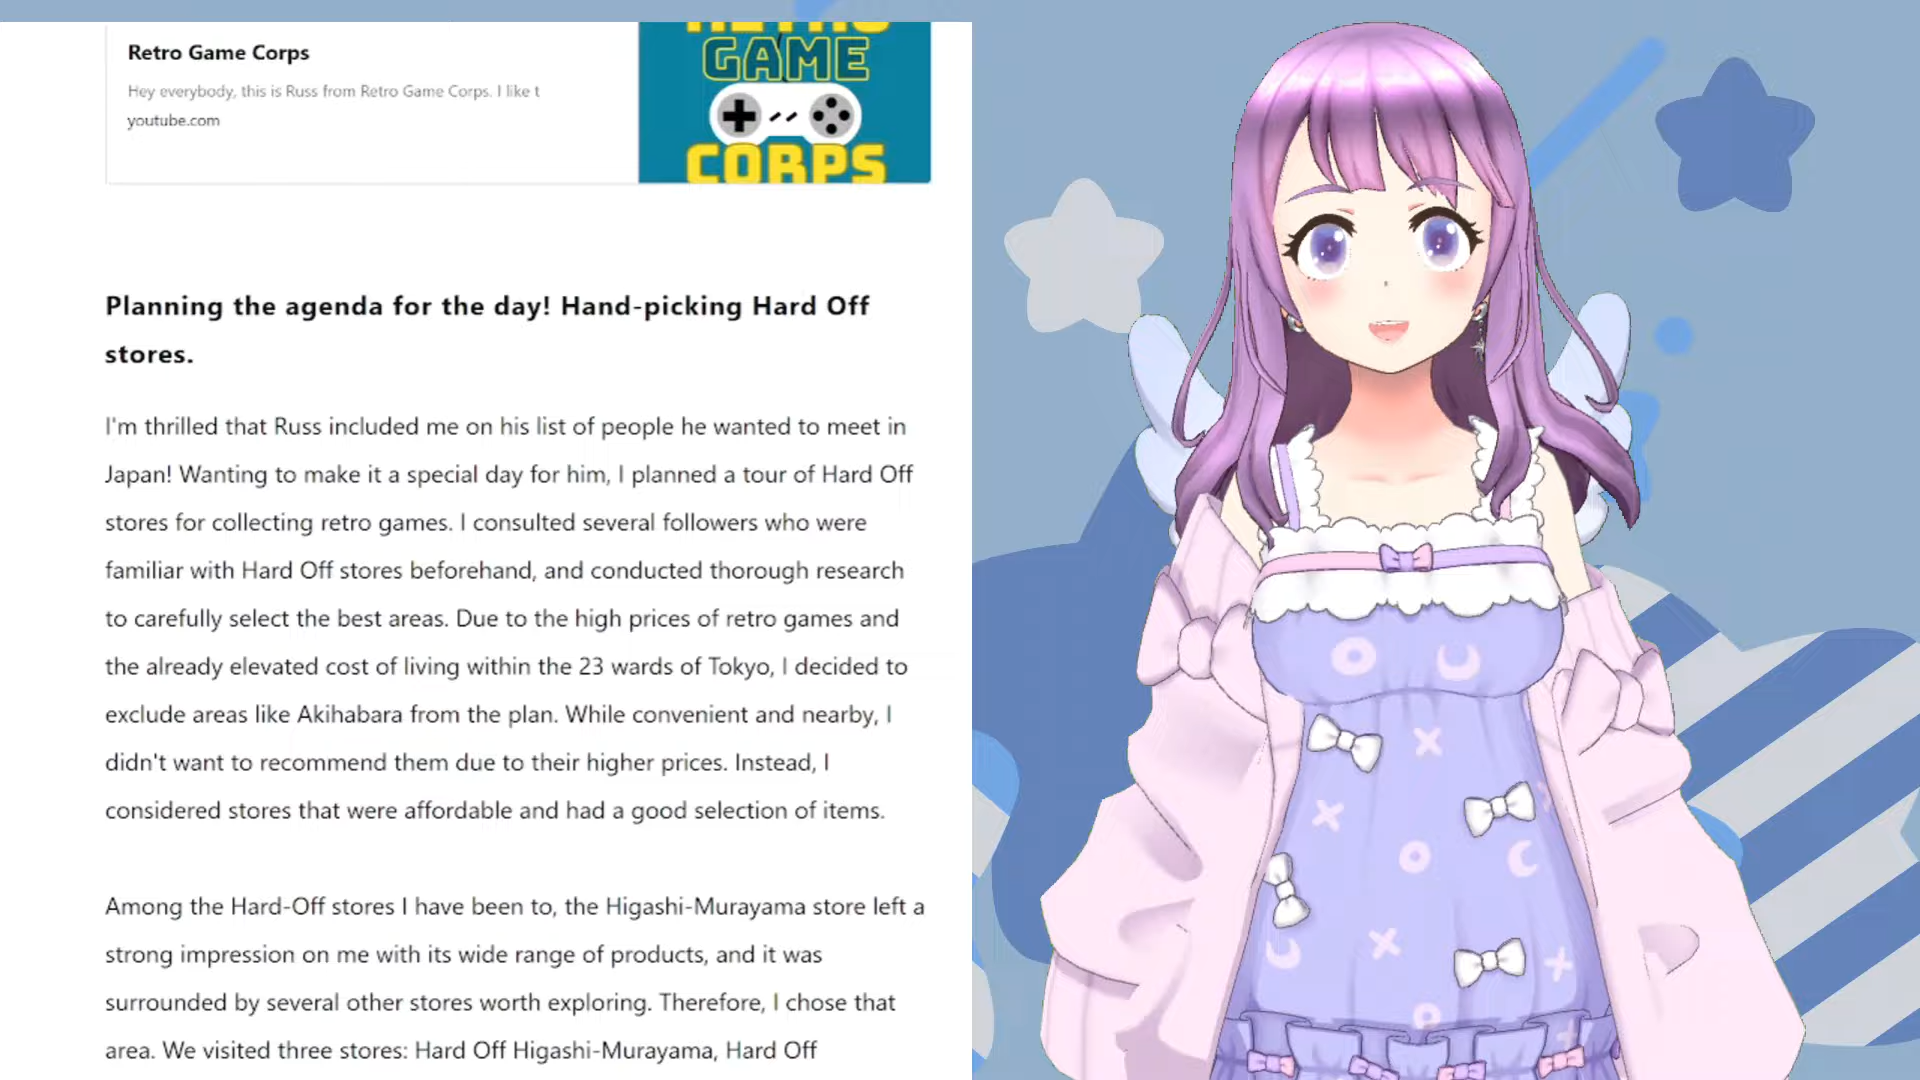 Retro Game Corps
Hey everybody, this is Russ from Retro Game Corps. I like t
youtube.com
RETRO
GAME
CORPS
Planning the agenda for the day! Hand-picking Hard Off
stores.
I'm thrilled that Russ included me on his list of people he wanted to meet in
Japan! Wanting to make it a special day for him, I planned a tour of Hard Off
stores for collecting retro games. I consulted several followers who were
familiar with Hard Off stores beforehand, and conducted thorough research
to carefully select the best areas. Due to the high prices of retro games and
the already elevated cost of living within the 23 wards of Tokyo, I decided to
exclude areas like Akihabara from the plan. While convenient and nearby, I
didn't want to recommend them due to their higher prices. Instead, I
considered stores that were affordable and had a good selection of items.
Among the Hard-Off stores I have been to, the Higashi-Murayama store left a
strong impression on me with its wide range of products, and it was
surrounded by several other stores worth exploring. Therefore, I chose that
area. We visited three stores: Hard Off Higashi-Murayama, Hard Off